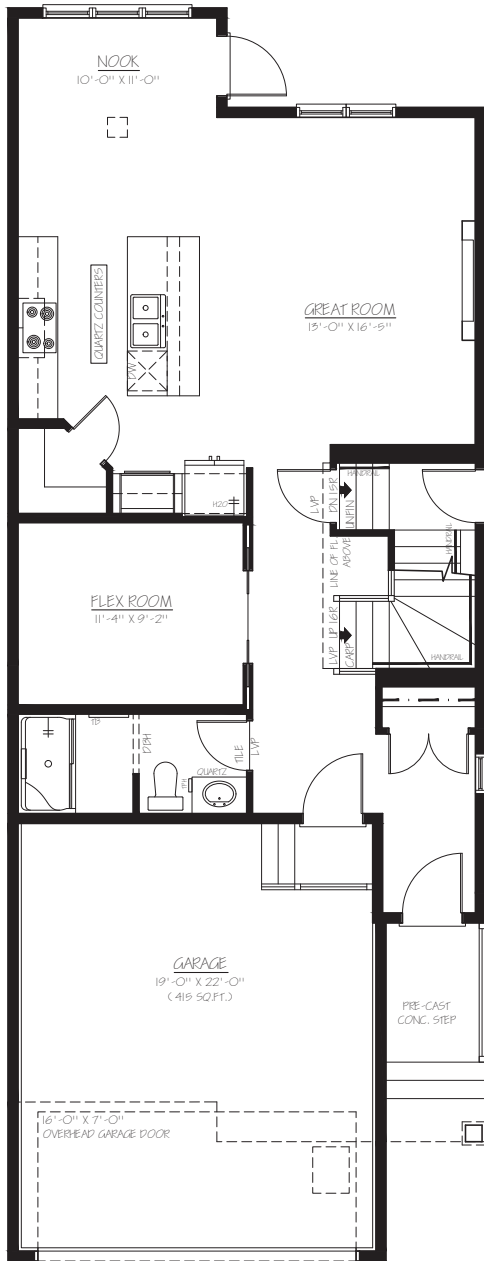 NOOK
10'-0" X 11'-0"
QUARTZ COUNTERS
GREAT ROOM
13'-0" X 16'-5"
DW
H2O
HANDRAIL
LVP
DN 15R
UNFIN
HANDRAIL
LINE OF FL.
ABOVE
FLEX ROOM
11'-4" X 9'-2"
LVP UP 16R
CARP
HANDRAIL
TB
DBH
TILE
LVP
QUARTZ
TPH
GARAGE
19'-0" X 22'-0"
(415 SQ.FT.)
PRE-CAST
CONC. STEP
16'-0" X 7'-0"
OVERHEAD GARAGE DOOR